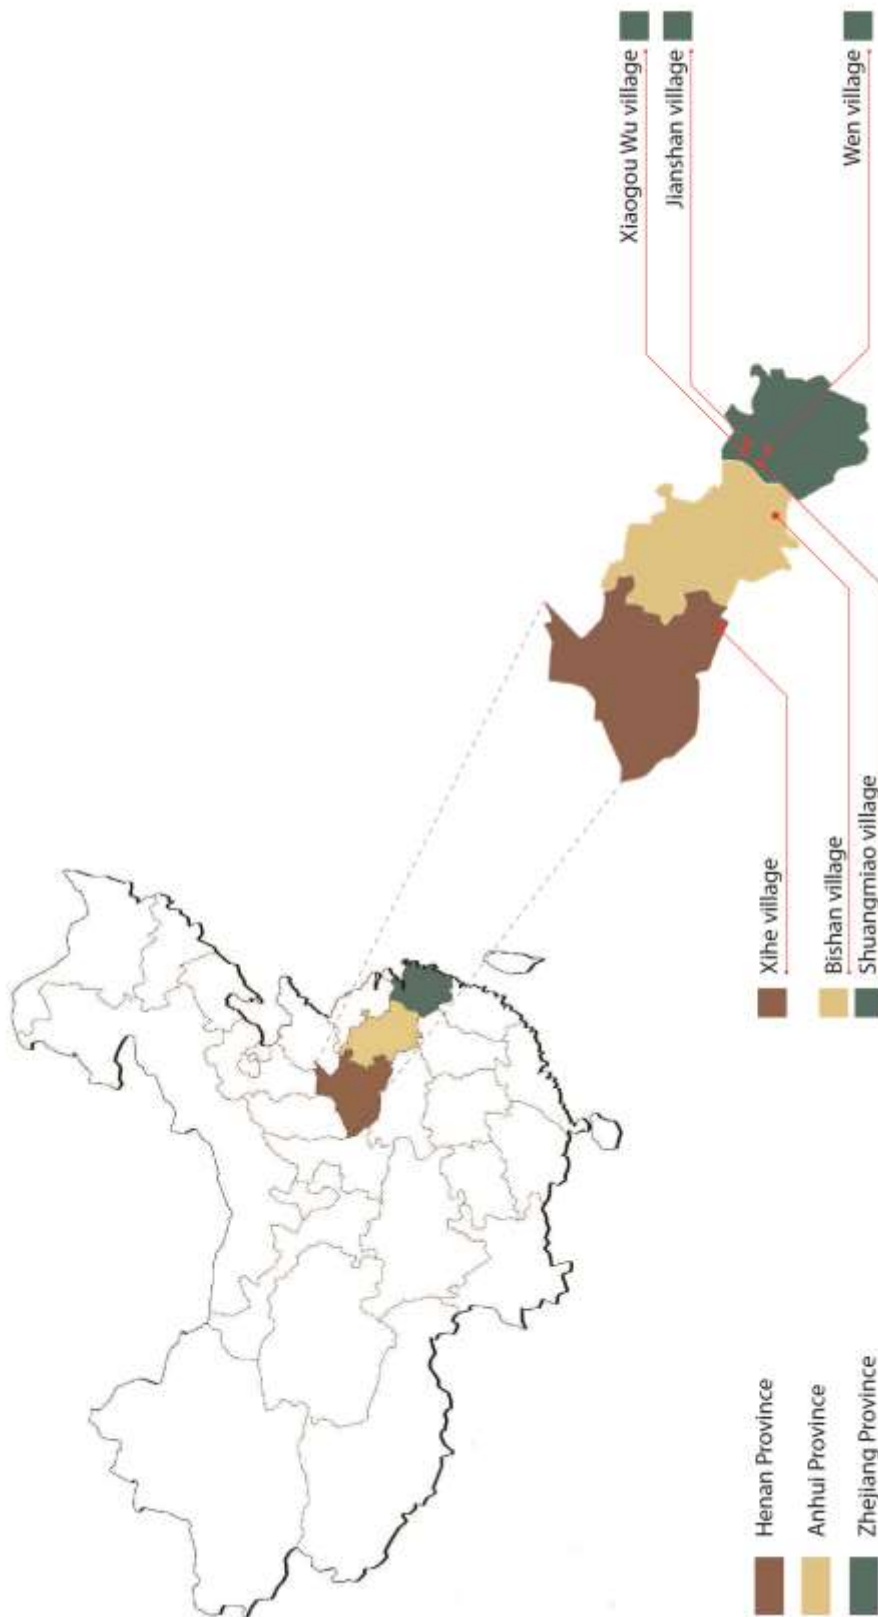 Xiaogou Wu village
Jianshan village
Wen village
Xihe village
Bishan village
Shuangmiao village
Henan Province
Anhui Province
Zhejiang Province